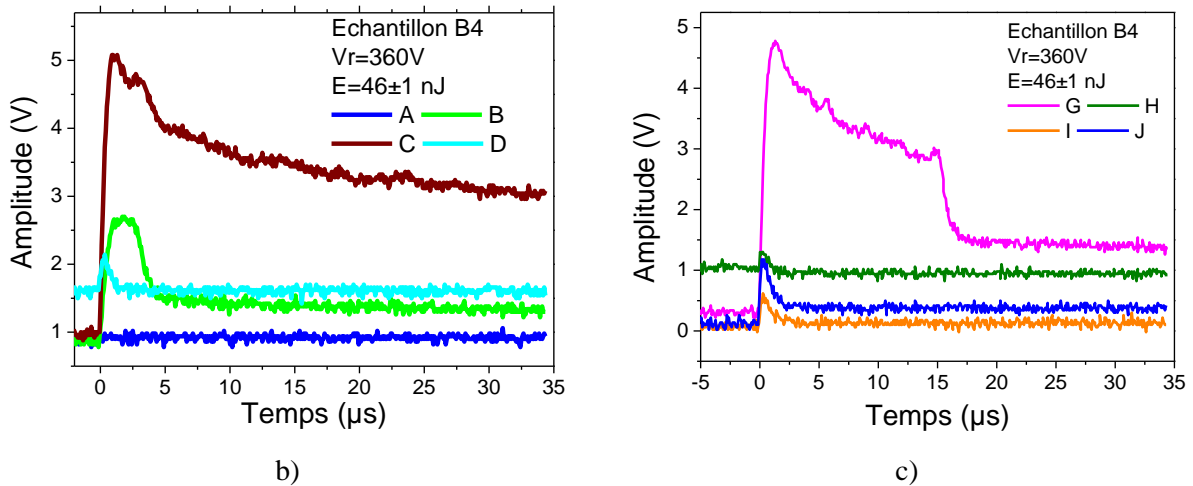 Echantillon B4
Vr=360V
E=46±1 nJ
A B
C D
Amplitude (V)
5
4
3
2
1
0 5 10 15 20 25 30 35
Temps (µs)
b)
Echantillon B4
Vr=360V
E=46±1 nJ
G H
I J
Amplitude (V)
5
4
3
2
1
0
-5 0 5 10 15 20 25 30 35
Temps (µs)
c)